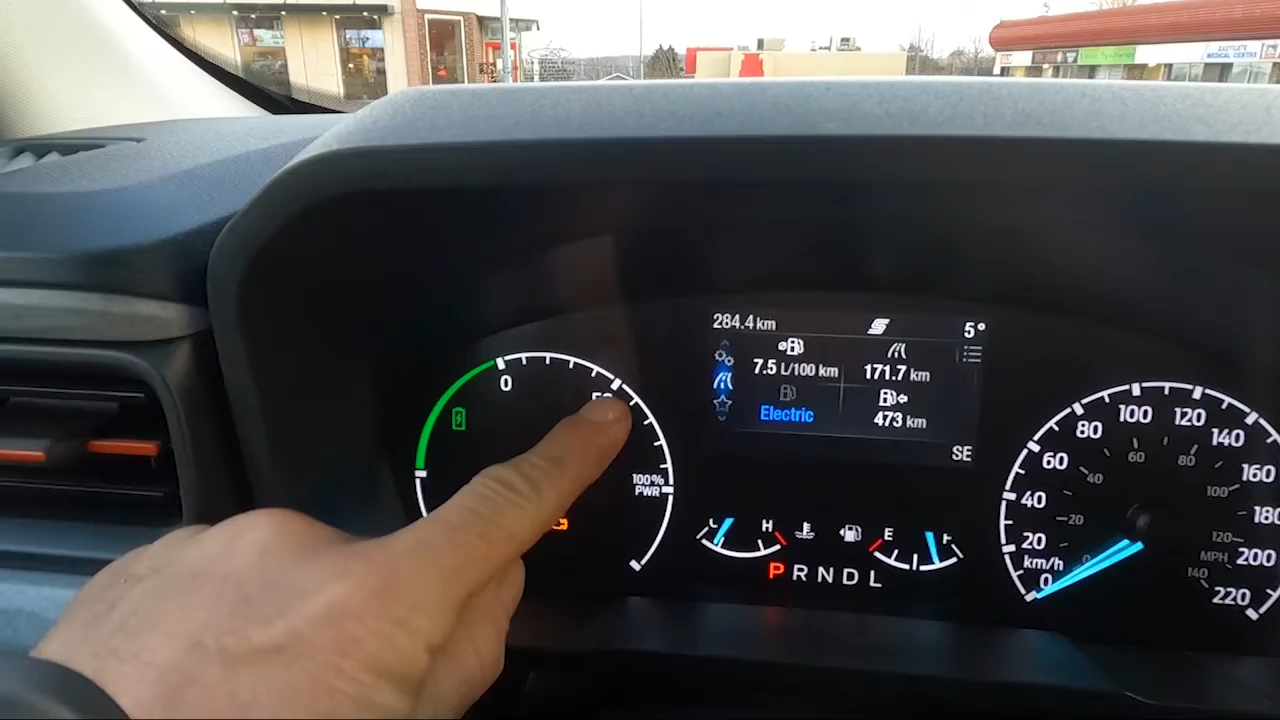 EASTGATE
MEDICAL CENTRE
284.4 km
5°
7.5 L/100 km
171.7 km
Electric
473 km
SE
0
100%
PWR
H
E
P R N D L
0
20
40
60
80
100
120
140
160
180
200
220
km/h
0
20
40
60
80
100
120
140
MPH